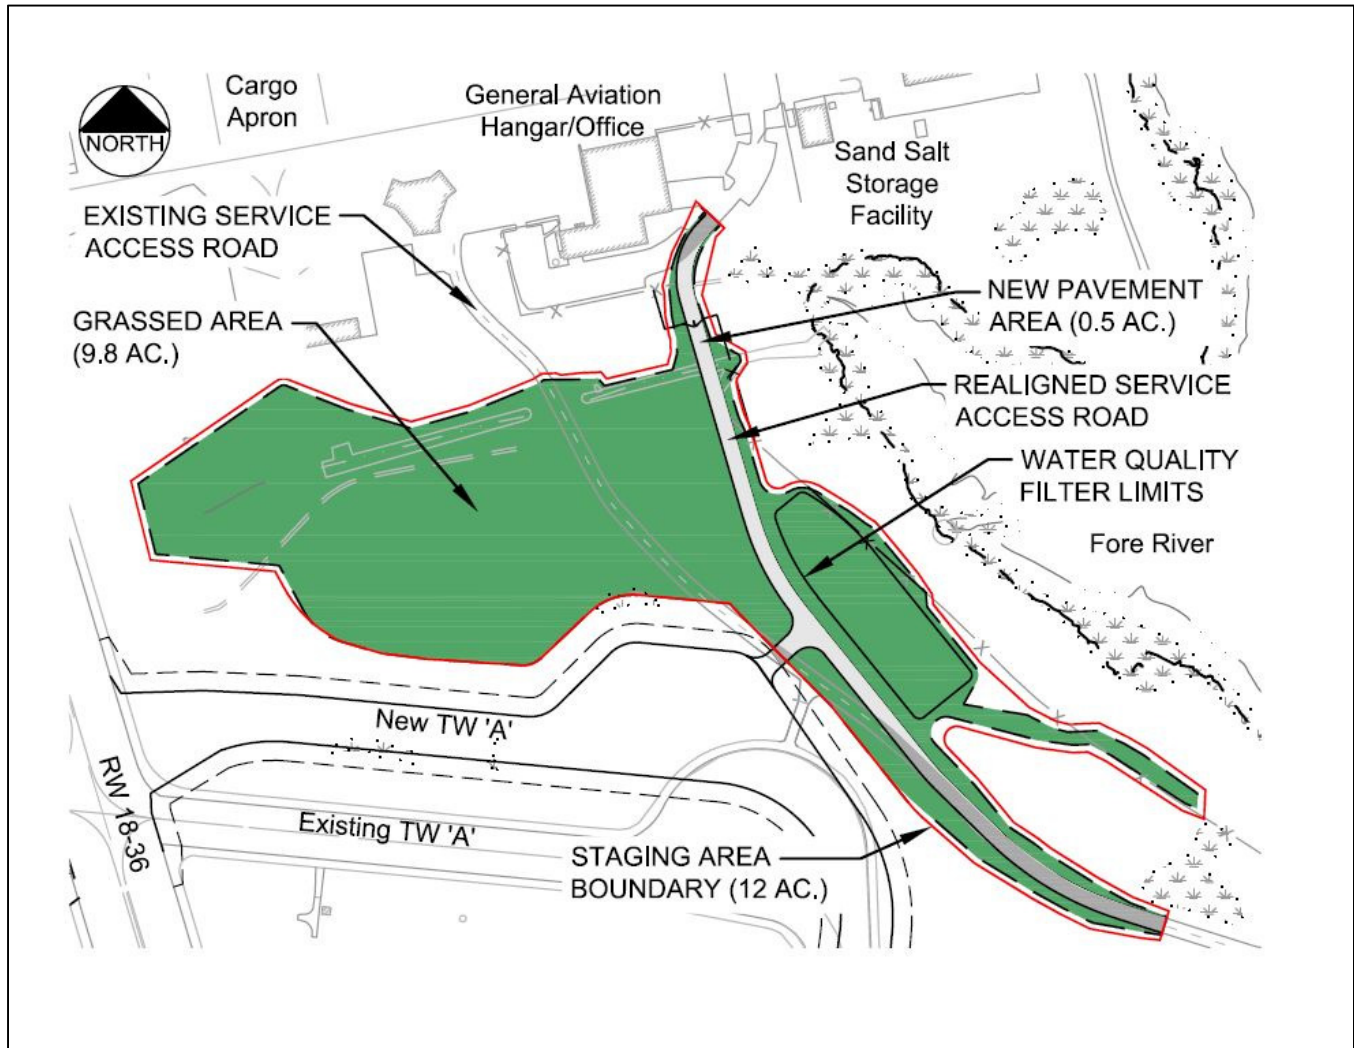 NORTH
Cargo
Apron
General Aviation
Hangar/Office
Sand Salt
Storage
Facility
EXISTING SERVICE
ACCESS ROAD
GRASSED AREA
(9.8 AC.)
NEW PAVEMENT
AREA (0.5 AC.)
REALIGNED SERVICE
ACCESS ROAD
WATER QUALITY
FILTER LIMITS
Fore River
New TW 'A'
RW 18-36
Existing TW 'A'
STAGING AREA
BOUNDARY (12 AC.)